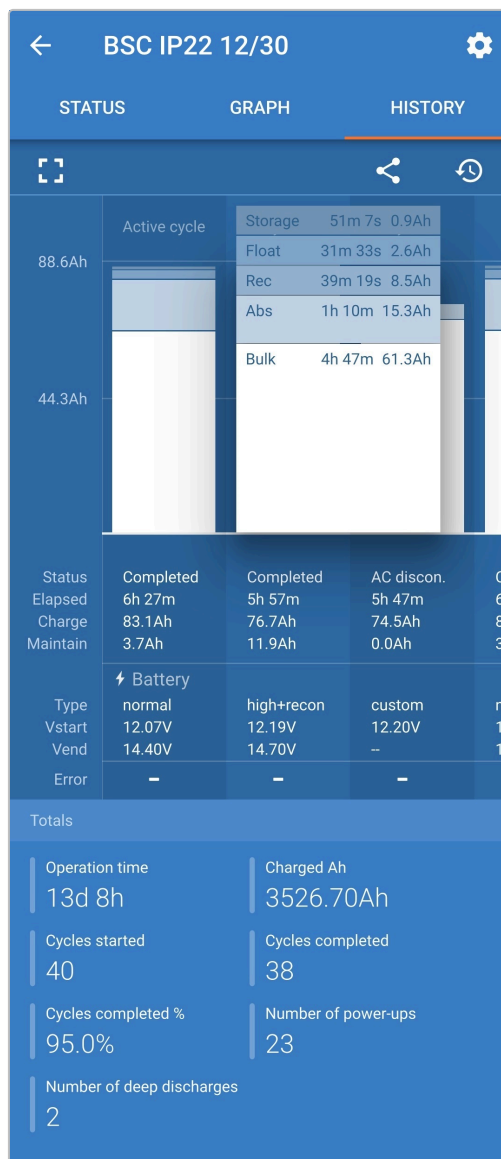 BSC IP22 12/30
STATUS GRAPH HISTORY
Active cycle
88.6Ah
44.3Ah
Storage 51m 7s 0.9Ah
Float 31m 33s 2.6Ah
Rec 39m 19s 8.5Ah
Abs 1h 10m 15.3Ah
Bulk 4h 47m 61.3Ah
Status Completed Completed AC discon.
Elapsed 6h 27m 5h 57m 5h 47m
Charge 83.1Ah 76.7Ah 74.5Ah
Maintain 3.7Ah 11.9Ah 0.0Ah
Battery
Type normal high+recon custom
Vstart 12.07V 12.19V 12.20V
Vend 14.40V 14.70V --
Error – – –
Totals
Operation time Charged Ah
13d 8h 3526.70Ah
Cycles started Cycles completed
40 38
Cycles completed % Number of power-ups
95.0% 23
Number of deep discharges
2